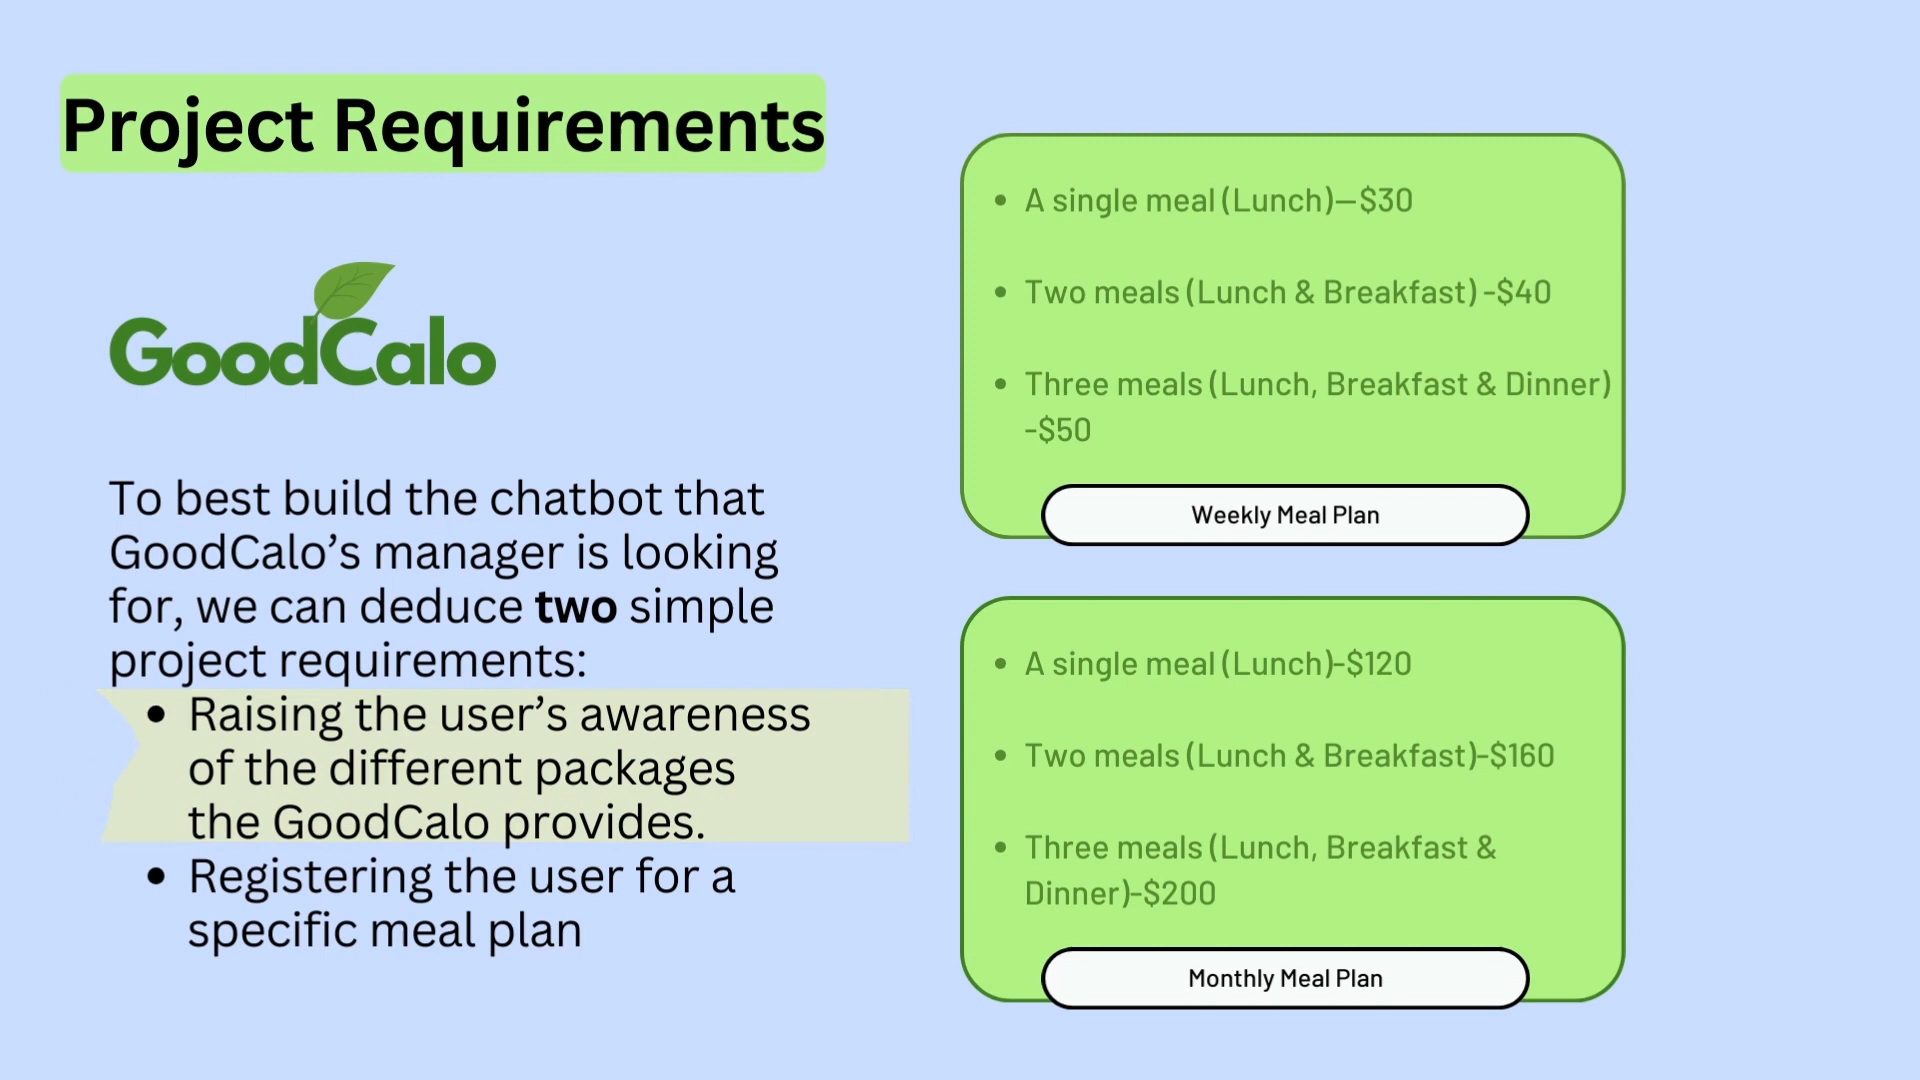 Project Requirements
GoodCalo
To best build the chatbot that
GoodCalo’s manager is looking
for, we can deduce two simple
project requirements:
• Raising the user’s awareness
of the different packages
the GoodCalo provides.
• Registering the user for a
specific meal plan
• A single meal (Lunch)—$30
• Two meals (Lunch & Breakfast) -$40
• Three meals (Lunch, Breakfast & Dinner)
-$50
Weekly Meal Plan
• A single meal (Lunch)-$120
• Two meals (Lunch & Breakfast)-$160
• Three meals (Lunch, Breakfast &
Dinner)-$200
Monthly Meal Plan